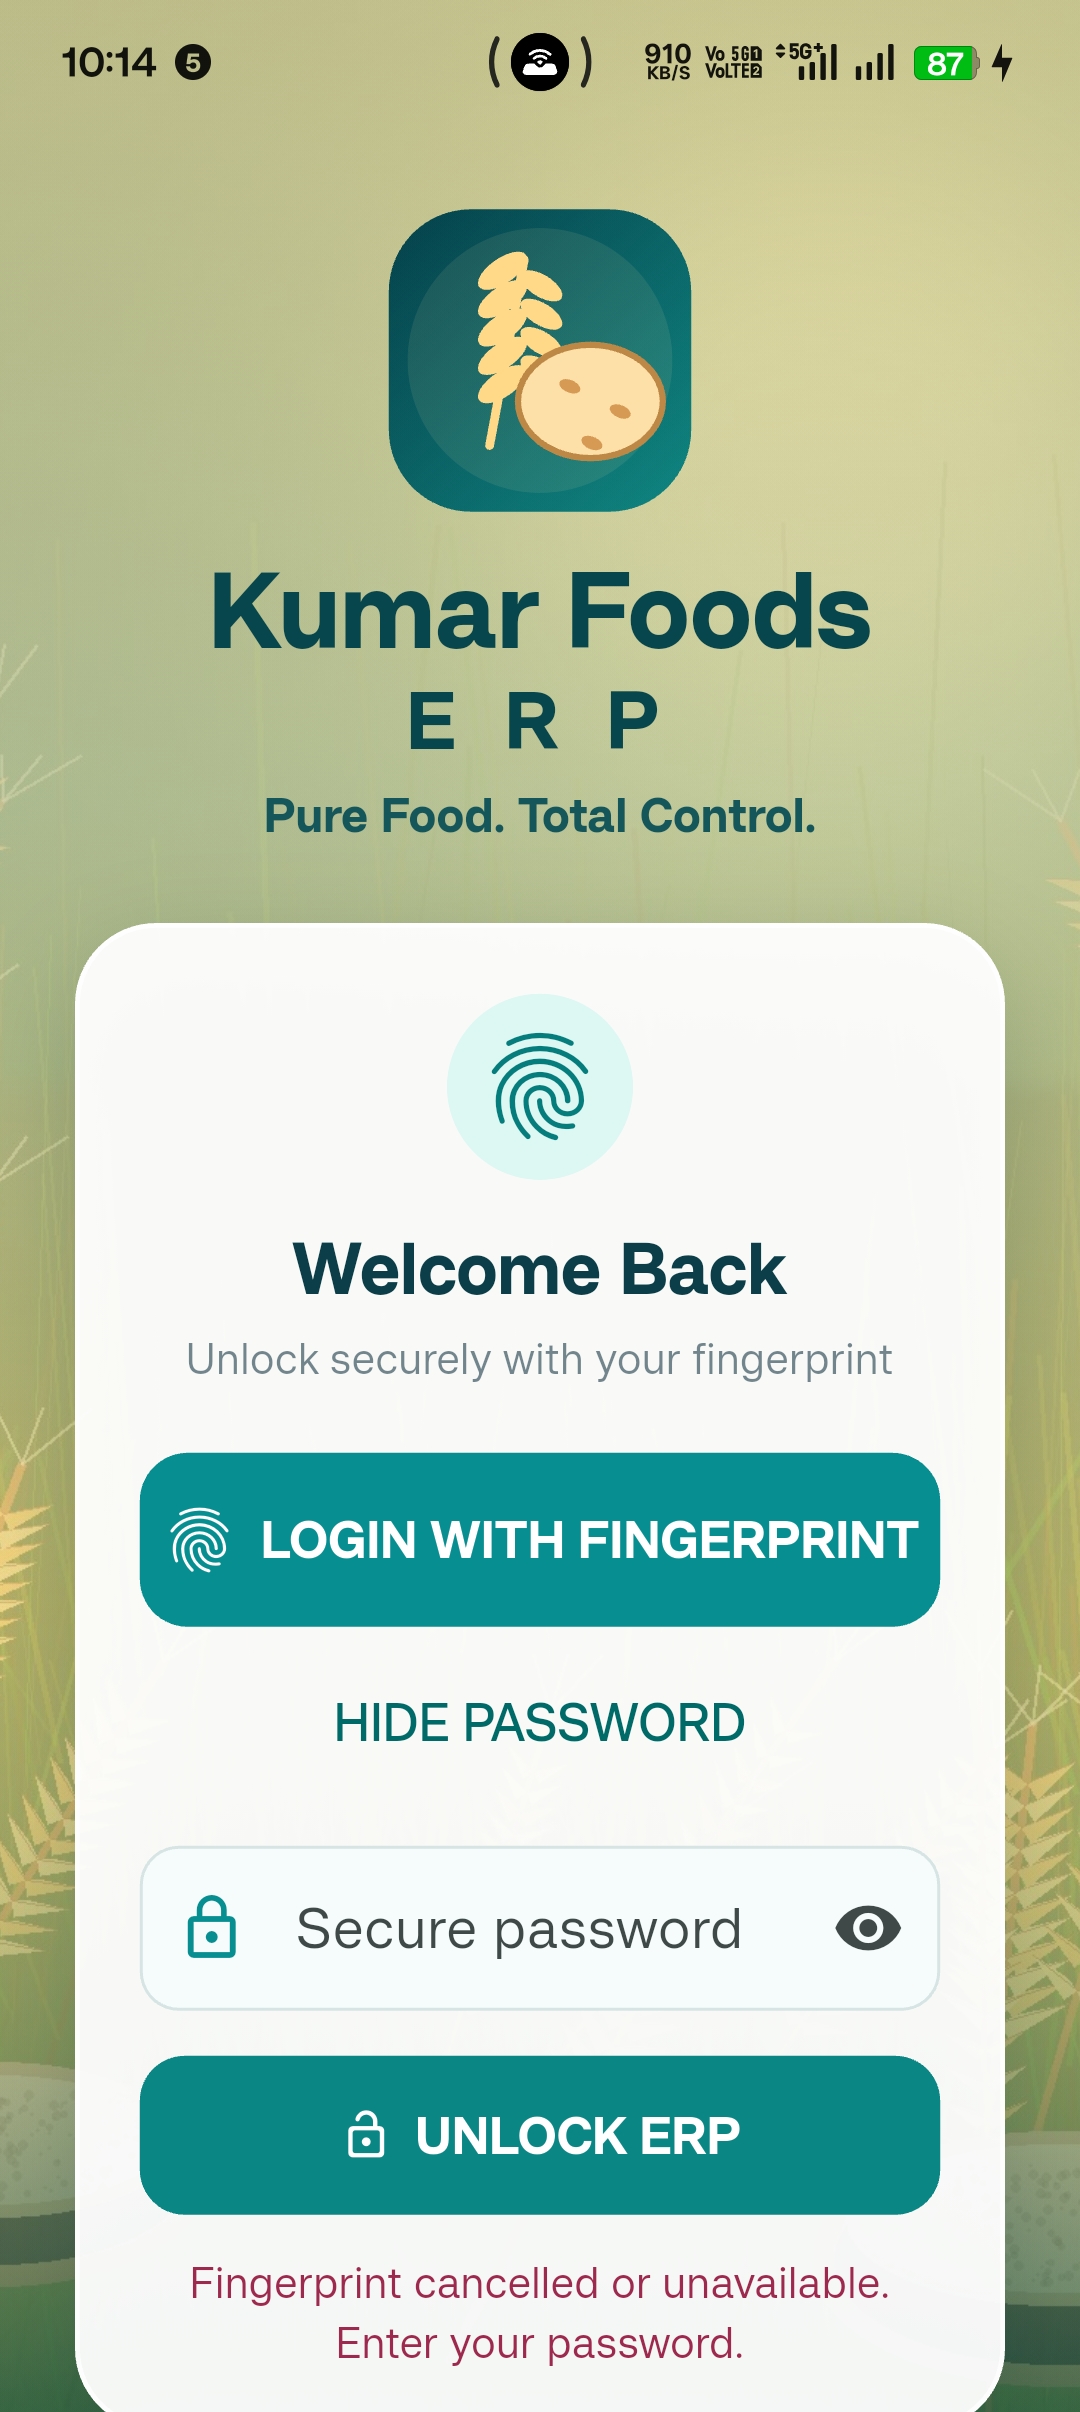 10:14 5
910 KB/S Vo 5G 1 VoLTE 2 5G+ 87
Kumar Foods
E R P
Pure Food. Total Control.
Welcome Back
Unlock securely with your fingerprint
LOGIN WITH FINGERPRINT
HIDE PASSWORD
Secure password
UNLOCK ERP
Fingerprint cancelled or unavailable.
Enter your password.